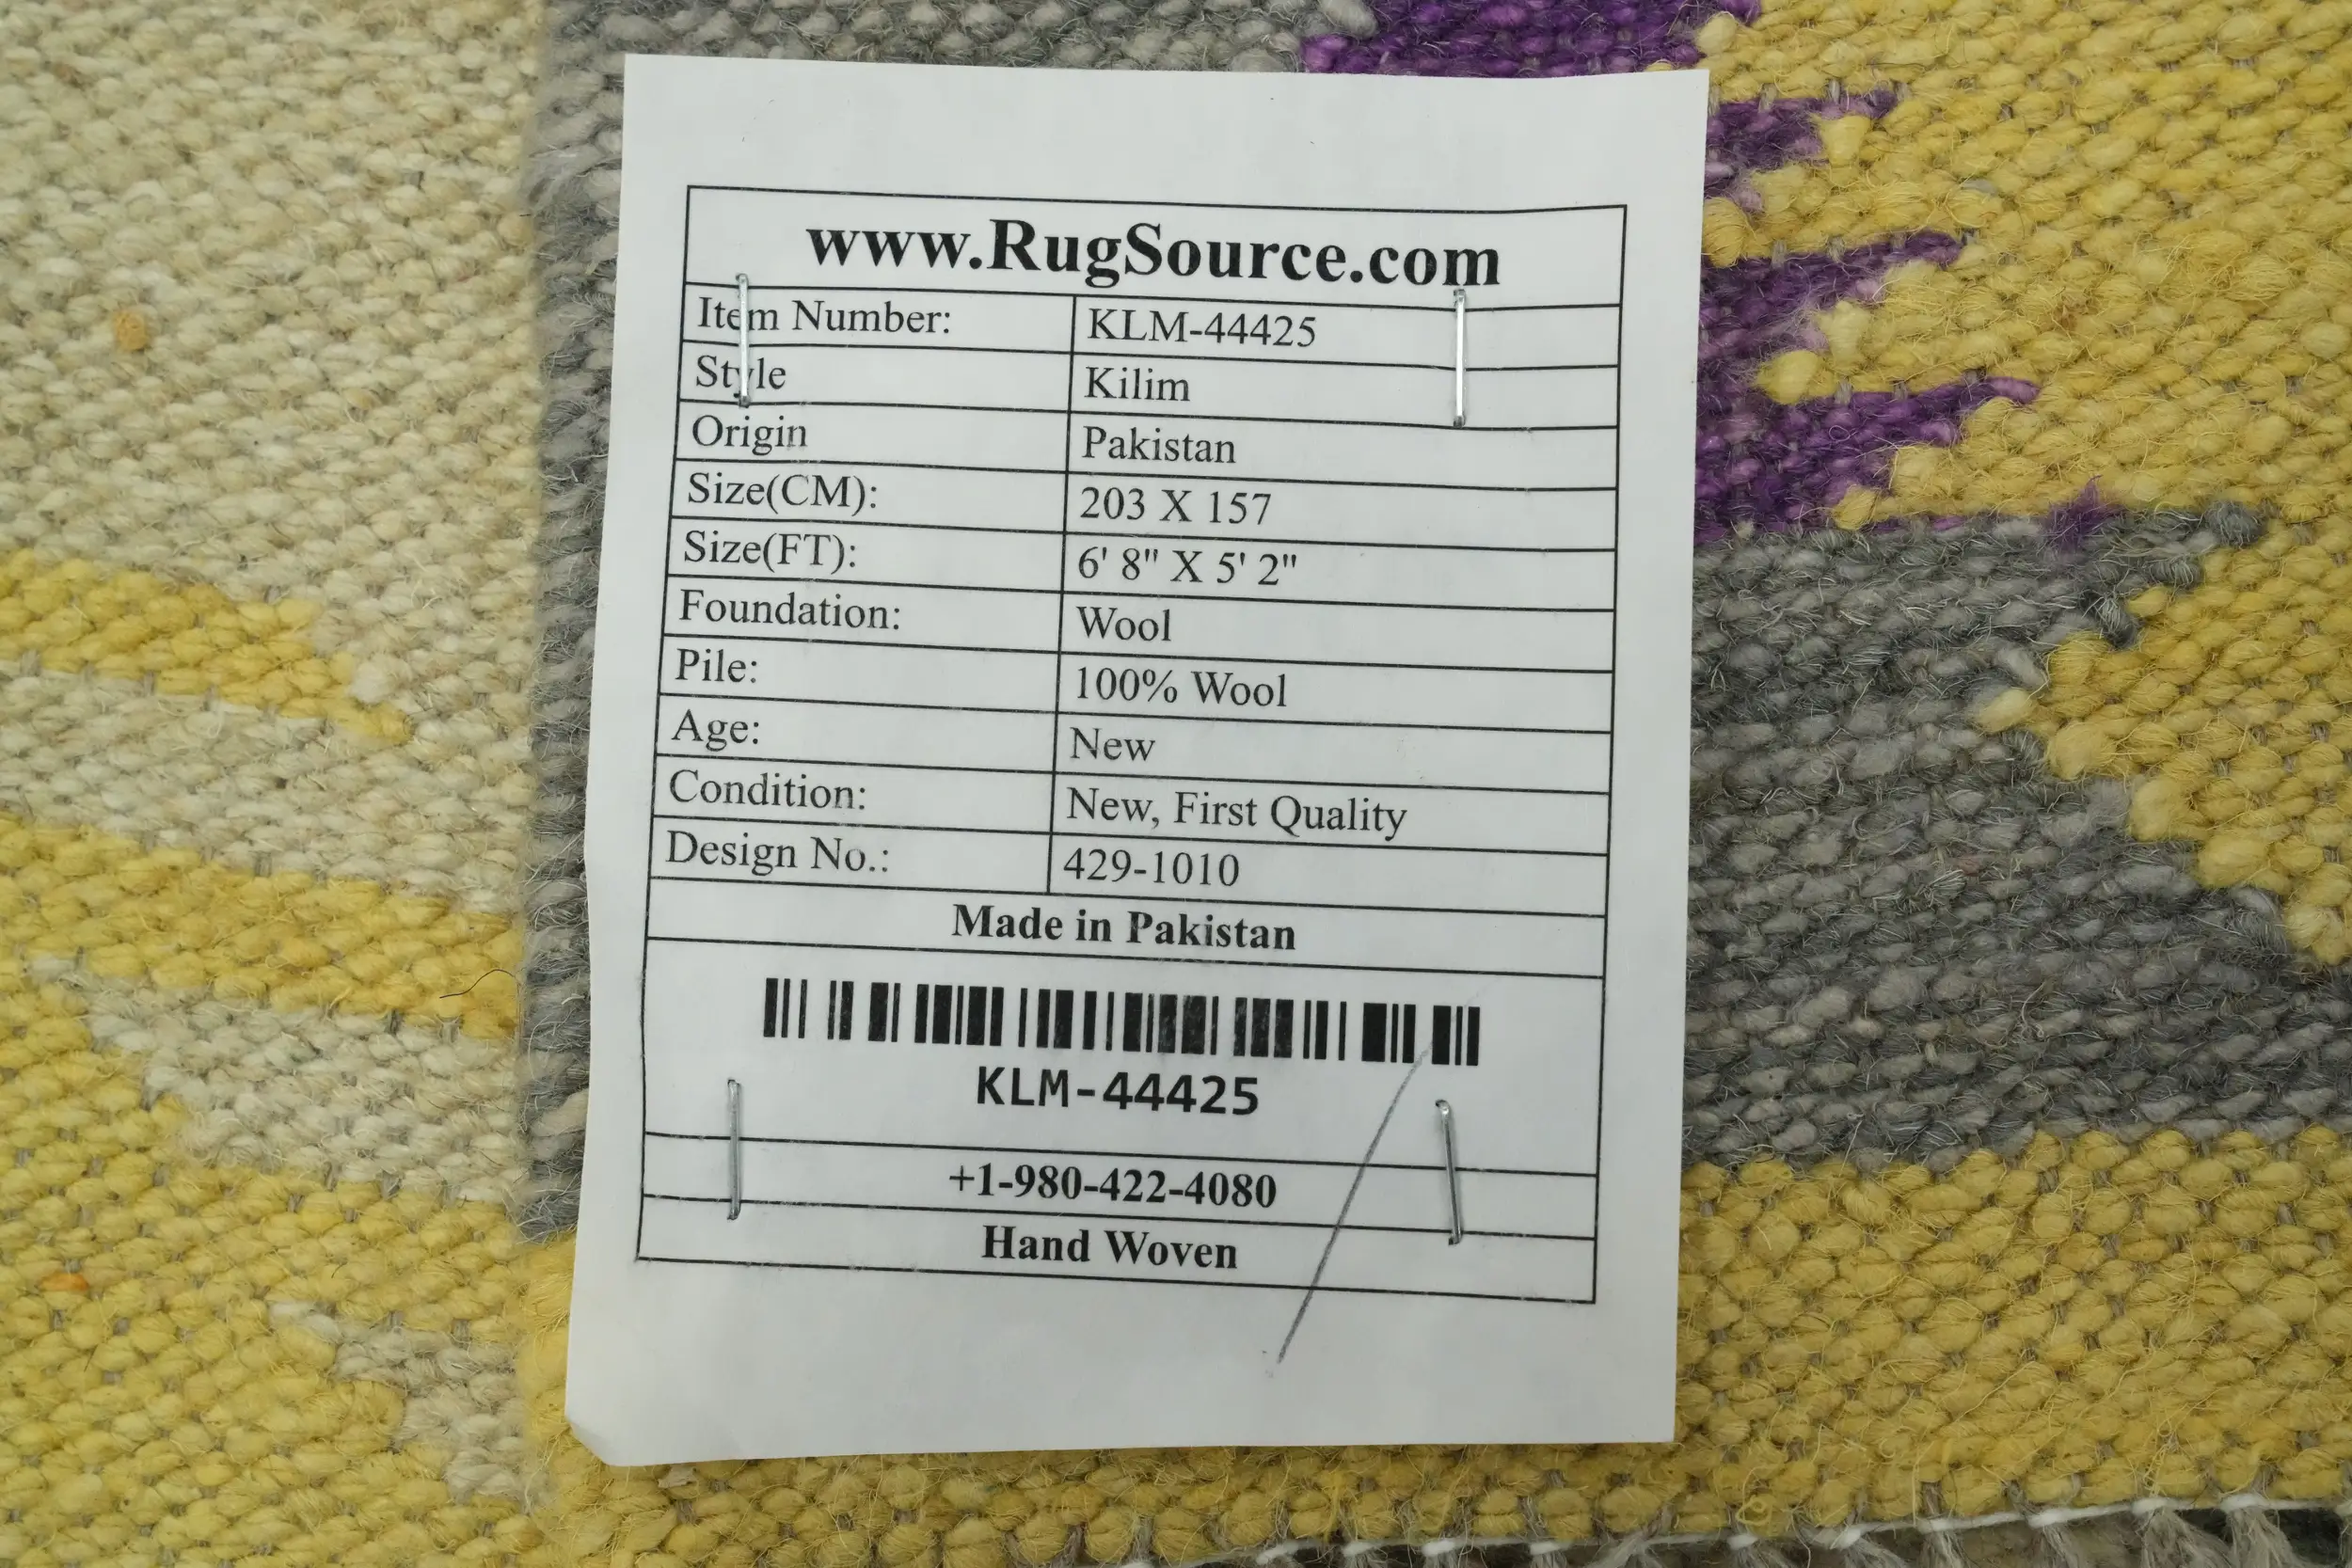 www.RugSource.com
Item Number: KLM-44425
Style Kilim
Origin Pakistan
Size(CM): 203 X 157
Size(FT): 6' 8" X 5' 2"
Foundation: Wool
Pile: 100% Wool
Age: New
Condition: New, First Quality
Design No.: 429-1010
Made in Pakistan
KLM-44425
+1-980-422-4080
Hand Woven